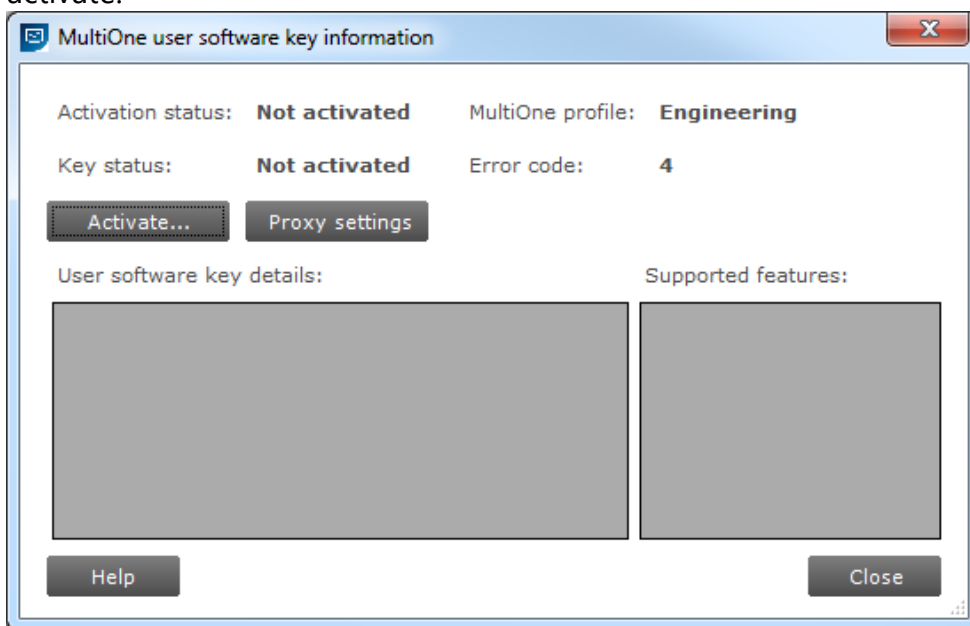 activate.
MultiOne user software key information
Activation status: Not activated MultiOne profile: Engineering
Key status: Not activated Error code: 4
Activate... Proxy settings
User software key details: Supported features:
Help Close